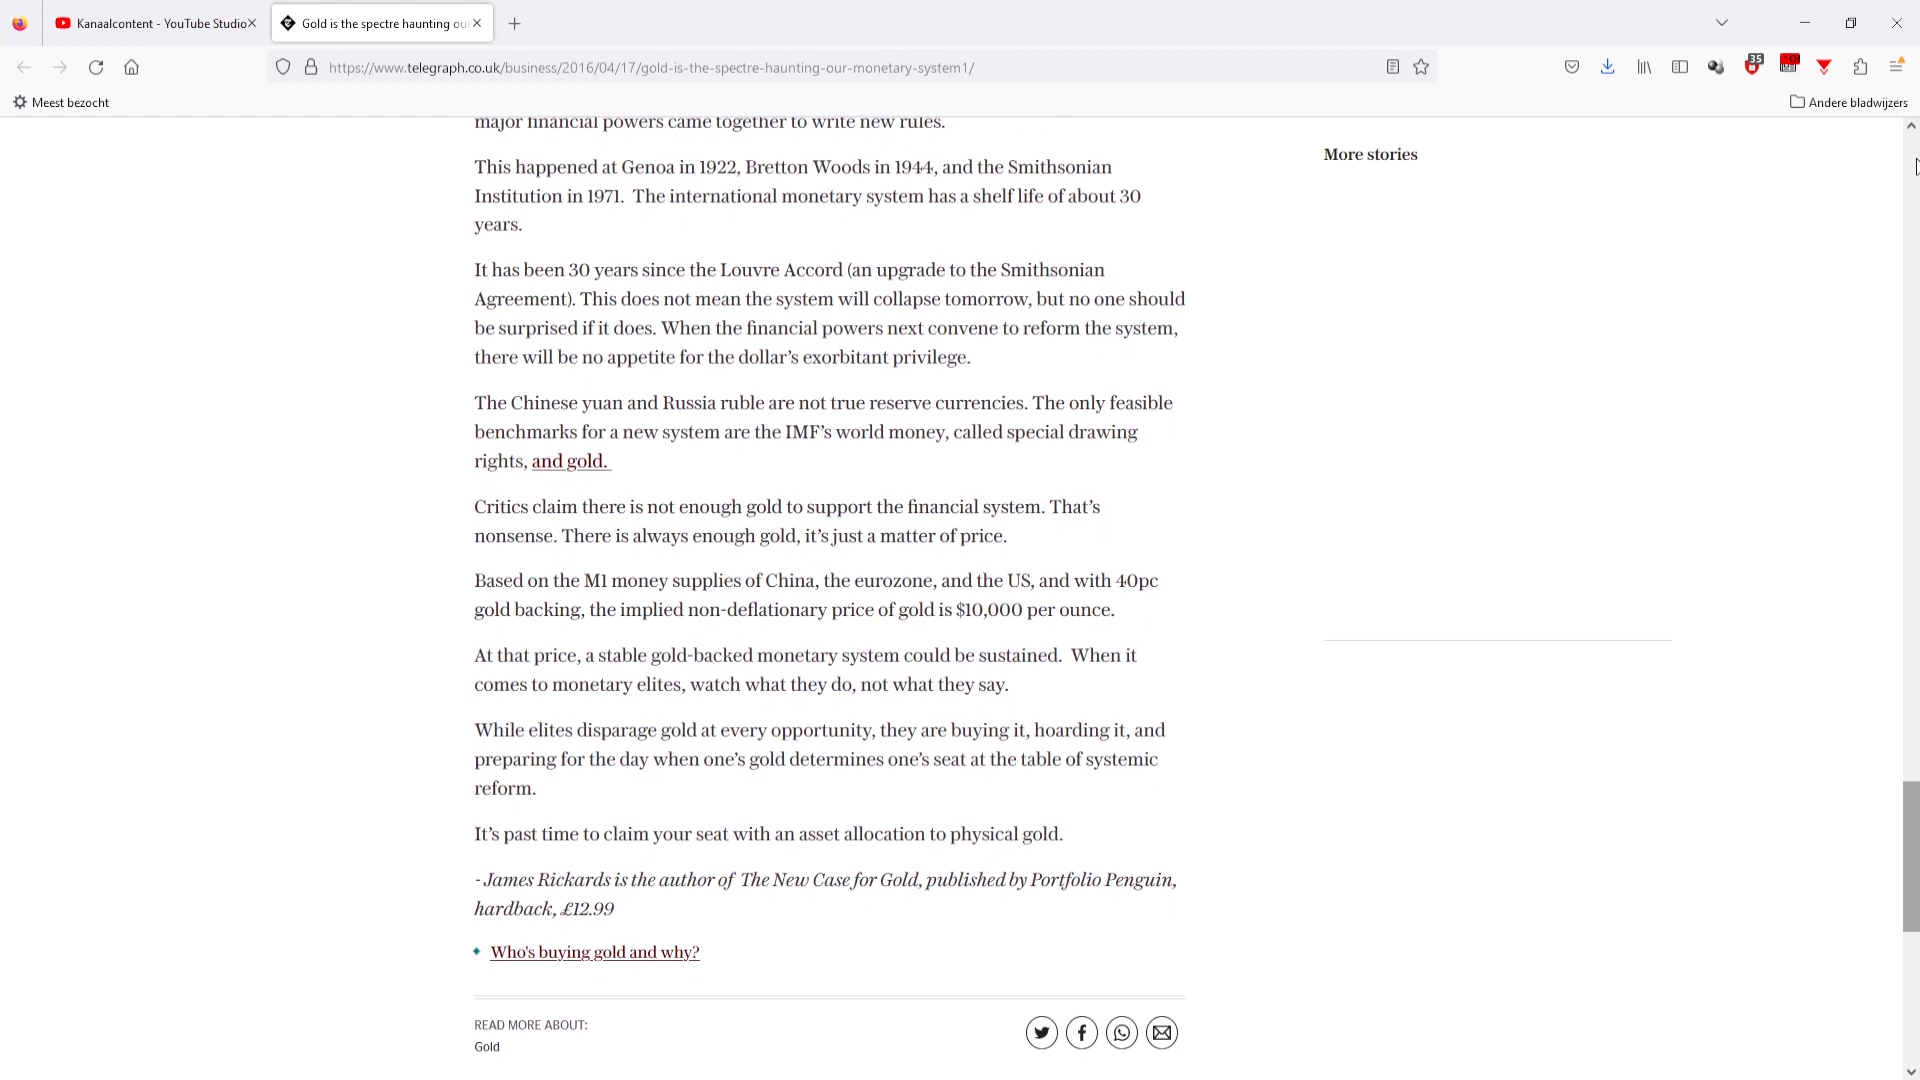 Kanaalcontent - YouTube Studio
Gold is the spectre haunting ou
https://www.telegraph.co.uk/business/2016/04/17/gold-is-the-spectre-haunting-our-monetary-system1/
35
Meest bezocht
Andere bladwijzers
major financial powers came together to write new rules.
This happened at Genoa in 1922, Bretton Woods in 1944, and the Smithsonian
Institution in 1971.  The international monetary system has a shelf life of about 30
years.
It has been 30 years since the Louvre Accord (an upgrade to the Smithsonian
Agreement). This does not mean the system will collapse tomorrow, but no one should
be surprised if it does. When the financial powers next convene to reform the system,
there will be no appetite for the dollar’s exorbitant privilege.
The Chinese yuan and Russia ruble are not true reserve currencies. The only feasible
benchmarks for a new system are the IMF’s world money, called special drawing
rights, and gold.
Critics claim there is not enough gold to support the financial system. That’s
nonsense. There is always enough gold, it’s just a matter of price.
Based on the M1 money supplies of China, the eurozone, and the US, and with 40pc
gold backing, the implied non-deflationary price of gold is $10,000 per ounce.
At that price, a stable gold-backed monetary system could be sustained.  When it
comes to monetary elites, watch what they do, not what they say.
While elites disparage gold at every opportunity, they are buying it, hoarding it, and
preparing for the day when one’s gold determines one’s seat at the table of systemic
reform.
It’s past time to claim your seat with an asset allocation to physical gold.
- James Rickards is the author of  The New Case for Gold, published by Portfolio Penguin,
hardback, £12.99
Who's buying gold and why?
READ MORE ABOUT:
Gold
More stories